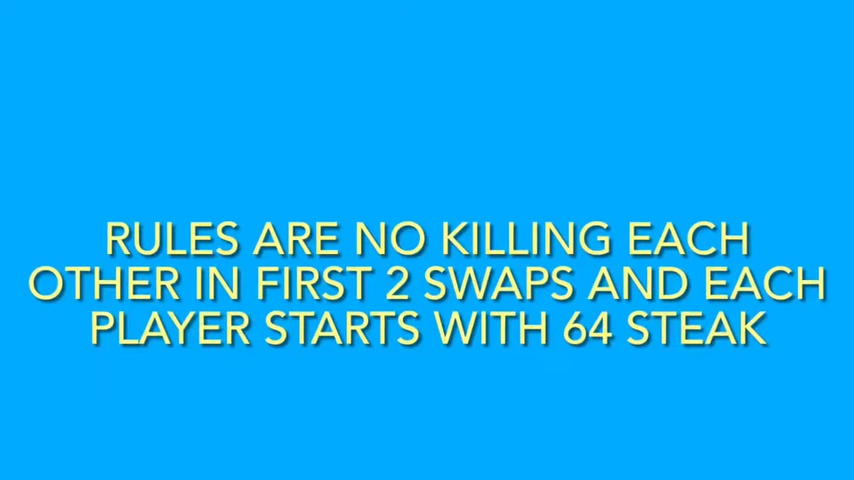 RULES ARE NO KILLING EACH
OTHER IN FIRST 2 SWAPS AND EACH
PLAYER STARTS WITH 64 STEAK